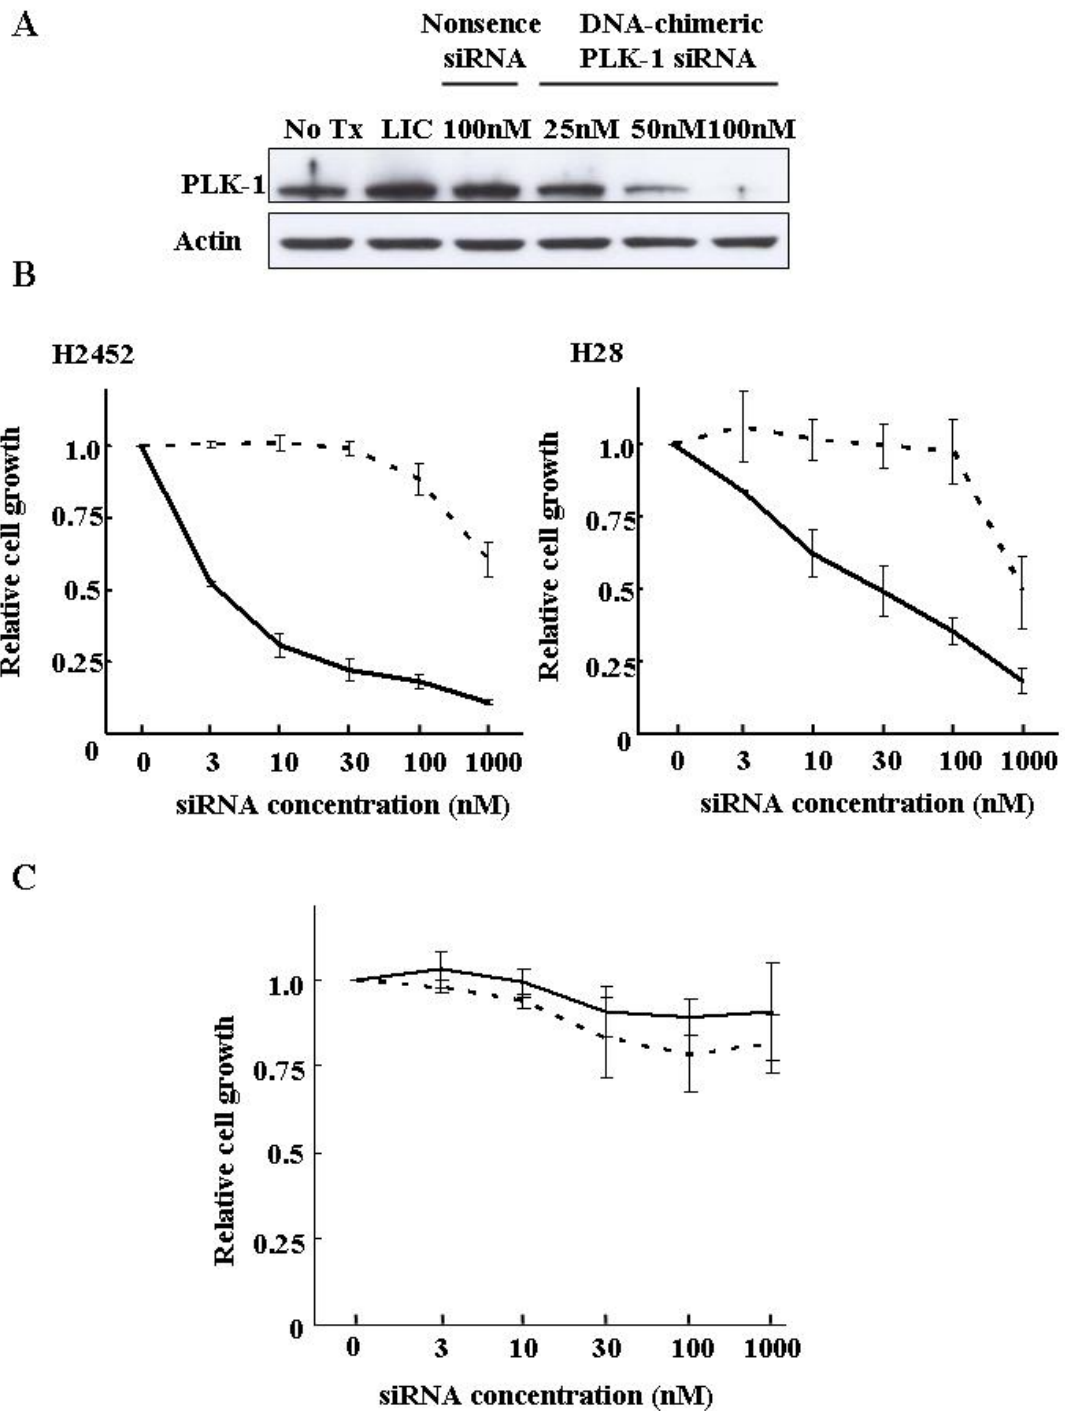 A
Nonsence DNA-chimeric
siRNA PLK-1 siRNA
No Tx LIC 100nM 25nM 50nM 100nM
PLK-1
Actin
B
H2452
Relative cell growth
1.0
0.75
0.5
0.25
0
0 3 10 30 100 1000
siRNA concentration (nM)
H28
Relative cell growth
1.0
0.75
0.5
0.25
0
0 3 10 30 100 1000
siRNA concentration (nM)
C
Relative cell growth
1.0
0.75
0.5
0.25
0
0 3 10 30 100 1000
siRNA concentration (nM)